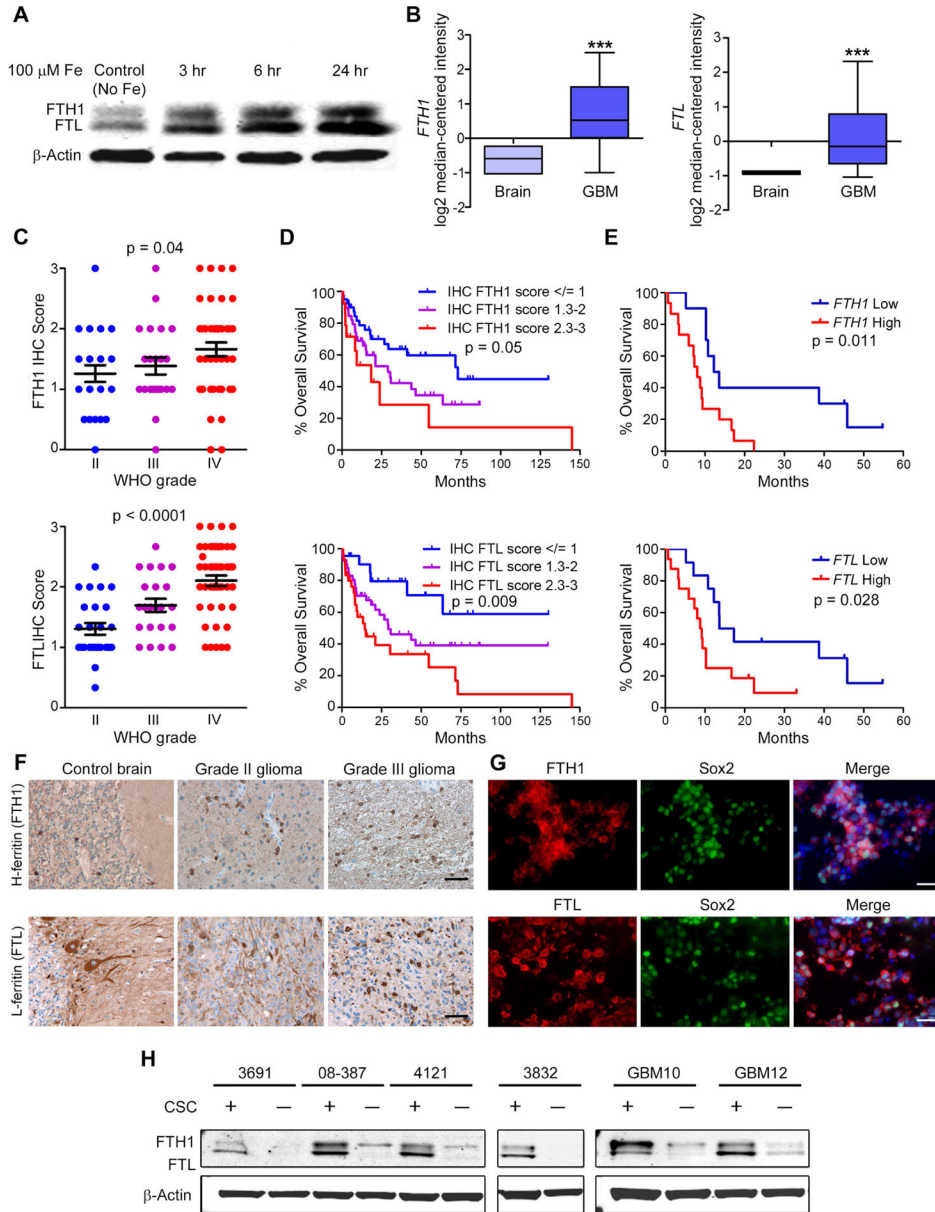 A
100 μM Fe
Control
(No Fe)
3 hr
6 hr
24 hr
FTH1
FTL
β-Actin
B
FTH1
log2 median-centered intensity
3
2
1
0
-1
-2
Brain
GBM
***
FTL
log2 median-centered intensity
3
2
1
0
-1
-2
Brain
GBM
***
C
p = 0.04
FTH1 IHC Score
3
2
1
0
II
III
IV
WHO grade
p < 0.0001
FTLIHC Score
3
2
1
0
II
III
IV
WHO grade
D
% Overall Survival
100
80
60
40
20
0
IHC FTH1 score </= 1
IHC FTH1 score 1.3-2
IHC FTH1 score 2.3-3
p = 0.05
0 25 50 75 100 125 150
Months
% Overall Survival
100
80
60
40
20
0
IHC FTL score </= 1
IHC FTL score 1.3-2
IHC FTL score 2.3-3
p = 0.009
0 25 50 75 100 125 150
Months
E
% Overall Survival
100
80
60
40
20
0
FTH1 Low
FTH1 High
p = 0.011
0 10 20 30 40 50 60
Months
% Overall Survival
100
80
60
40
20
0
FTL Low
FTL High
p = 0.028
0 10 20 30 40 50 60
Months
F
Control brain
Grade II glioma
Grade III glioma
H-ferritin (FTH1)
L-ferritin (FTL)
G
FTH1
Sox2
Merge
FTL
Sox2
Merge
H
3691
08-387
4121
3832
GBM10
GBM12
CSC
+ — + — + — + — + — + —
FTH1
FTL
β-Actin